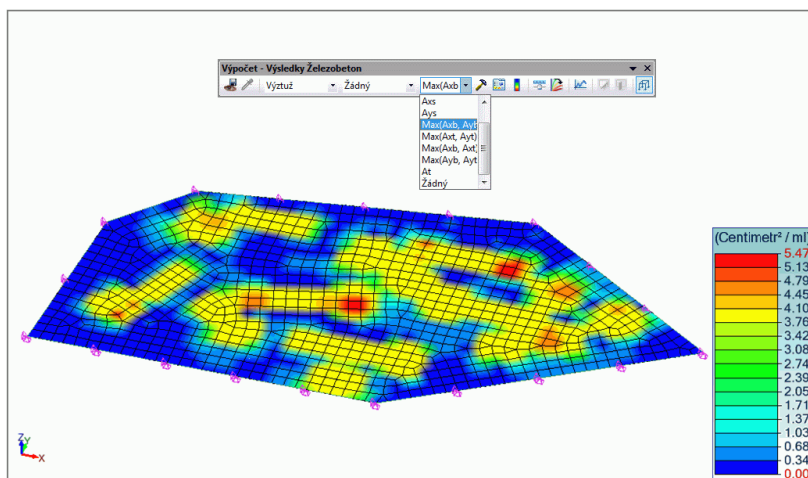 Výpočet - Výsledky Železobeton
Výztuž
Žádný
Max(Axb
Axs
Ays
Max(Axb, Ayb
Max(Axt, Ayt)
Max(Axb, Axt)
Max(Ayb, Ayt
At
Žádný
(Centimetr² / ml)
5.47
5.13
4.79
4.45
4.10
3.76
3.42
3.08
2.74
2.39
2.05
1.71
1.37
1.03
0.68
0.34
0.00
Z
Y
X